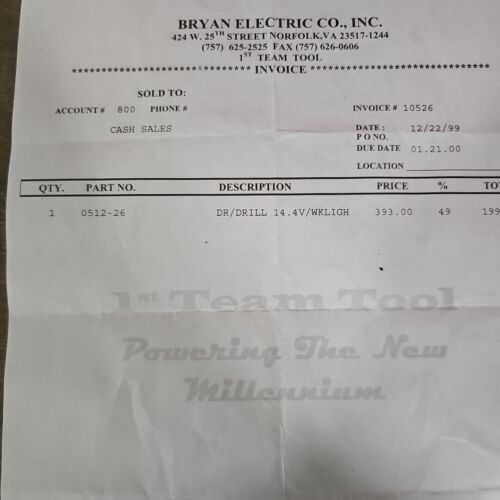 BRYAN ELECTRIC CO., INC.
424 W. 25TH STREET NORFOLK, VA 23517-1244
(757) 625-2525 FAX (757) 626-0606
1ST TEAM TOOL
**************************** INVOICE ****************************
SOLD TO:
ACCOUNT # 800 PHONE # INVOICE # 10526
CASH SALES DATE: 12/22/99
P O NO.
DUE DATE 01.21.00
LOCATION
QTY. PART NO. DESCRIPTION PRICE % TO
1 0512-26 DR/DRILL 14.4V/WKLIGH 393.00 49 199
1st Team Tool
Powering The New
Millennium